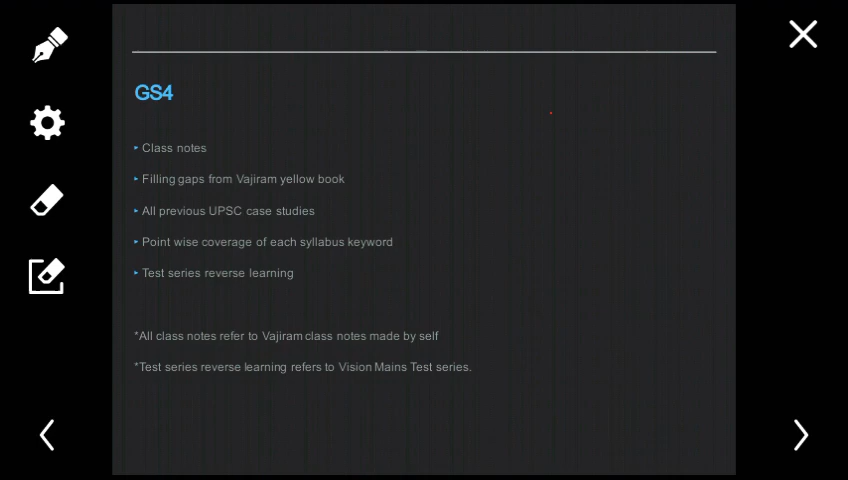 GS4
▸ Class notes
▸ Filling gaps from Vajiram yellow book
▸ All previous UPSC case studies
▸ Point wise coverage of each syllabus keyword
▸ Test series reverse learning
*All class notes refer to Vajiram class notes made by self
*Test series reverse learning refers to Vision Mains Test series.